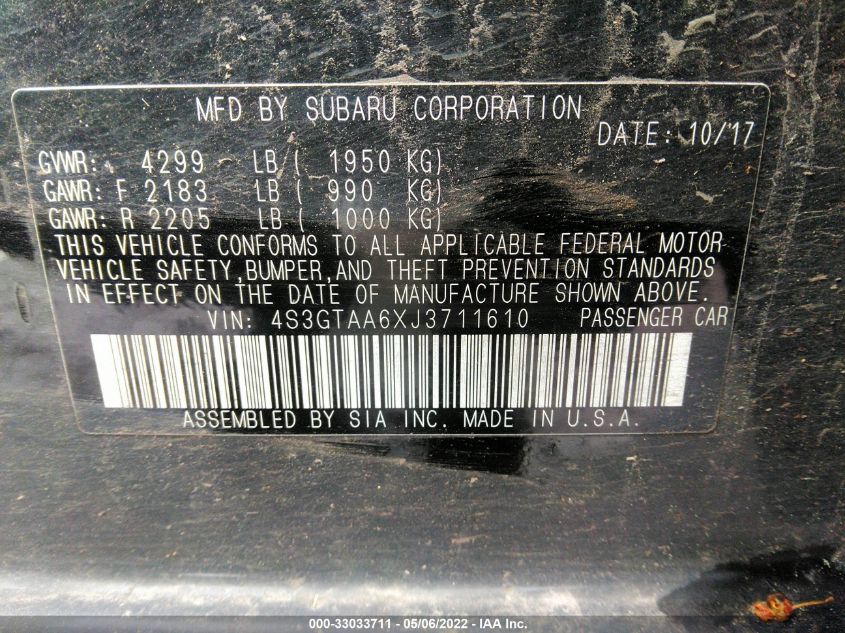 MFD BY SUBARU CORPORATION
DATE: 10/17
GVWR: 4299 LB ( 1950 KG)
GAWR: F 2183 LB ( 990 KG)
GAWR: R 2205 LB ( 1000 KG)
THIS VEHICLE CONFORMS TO ALL APPLICABLE FEDERAL MOTOR
VEHICLE SAFETY,BUMPER,AND THEFT PREVENTION STANDARDS
IN EFFECT ON THE DATE OF MANUFACTURE SHOWN ABOVE.
VIN: 4S3GTAA6XJ3711610 PASSENGER CAR
ASSEMBLED BY SIA INC. MADE IN U.S.A.
000-33033711 - 05/06/2022 - IAA Inc.